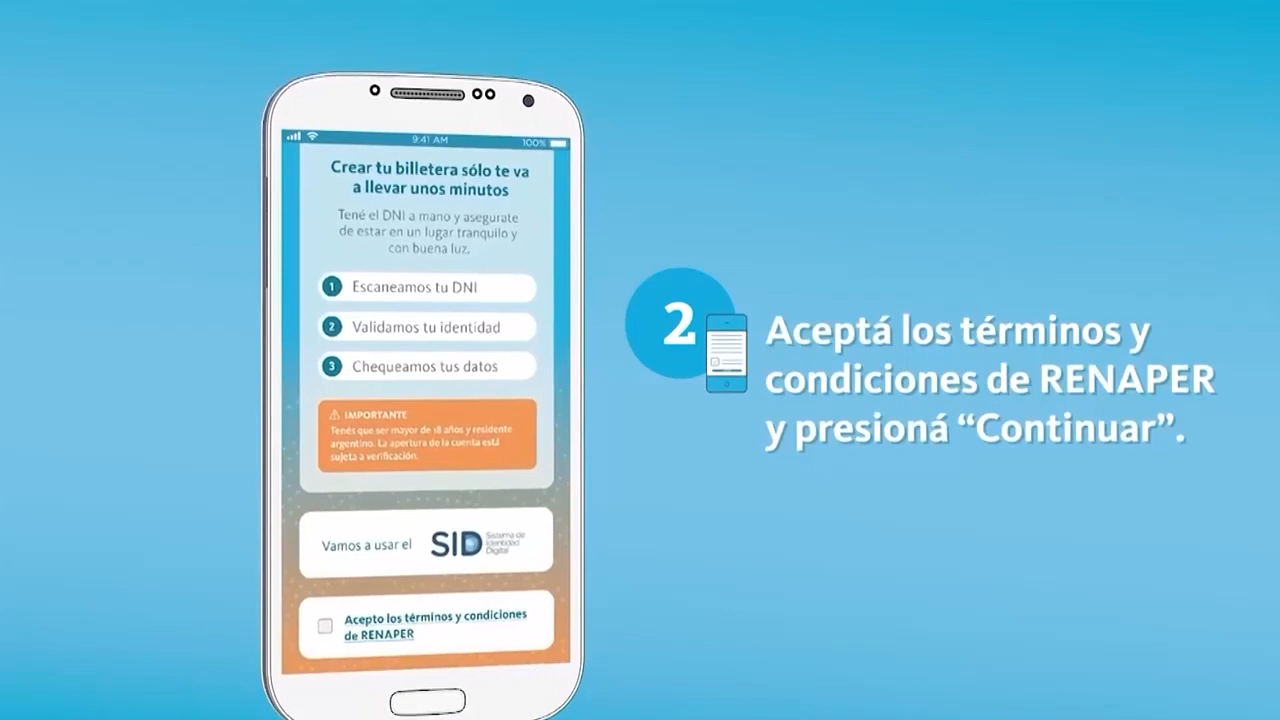 9:41 AM
100%
Crear tu billetera sólo te va
a llevar unos minutos
Tené el DNI a mano y asegurate
de estar en un lugar tranquilo y
con buena luz.
1 Escaneamos tu DNI
2 Validamos tu identidad
3 Chequeamos tus datos
IMPORTANTE
Tenés que ser mayor de 18 años y residente
argentino. La apertura de la cuenta está
sujeta a verificación.
Vamos a usar el
SID
Sistema de
Identidad
Digital
Acepto los términos y condiciones
de RENAPER
2
Aceptá los términos y
condiciones de RENAPER
y presioná “Continuar”.